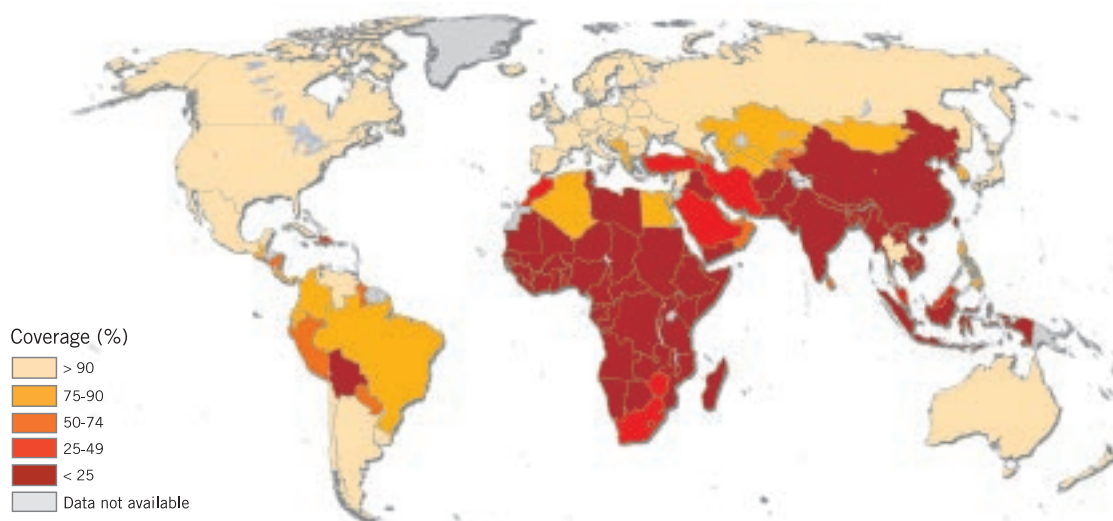 Coverage (%)
> 90
75-90
50-74
25-49
< 25
Data not available